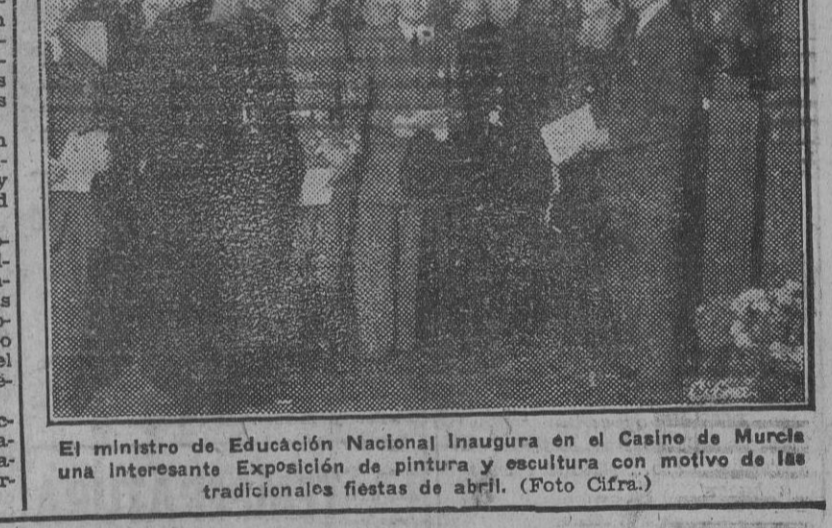 El ministro de Educación Nacional inaugura en el Casino de Murcia
una interesante Exposición de pintura y escultura con motivo de las
tradicionales fiestas de abril. (Foto Cifra.)